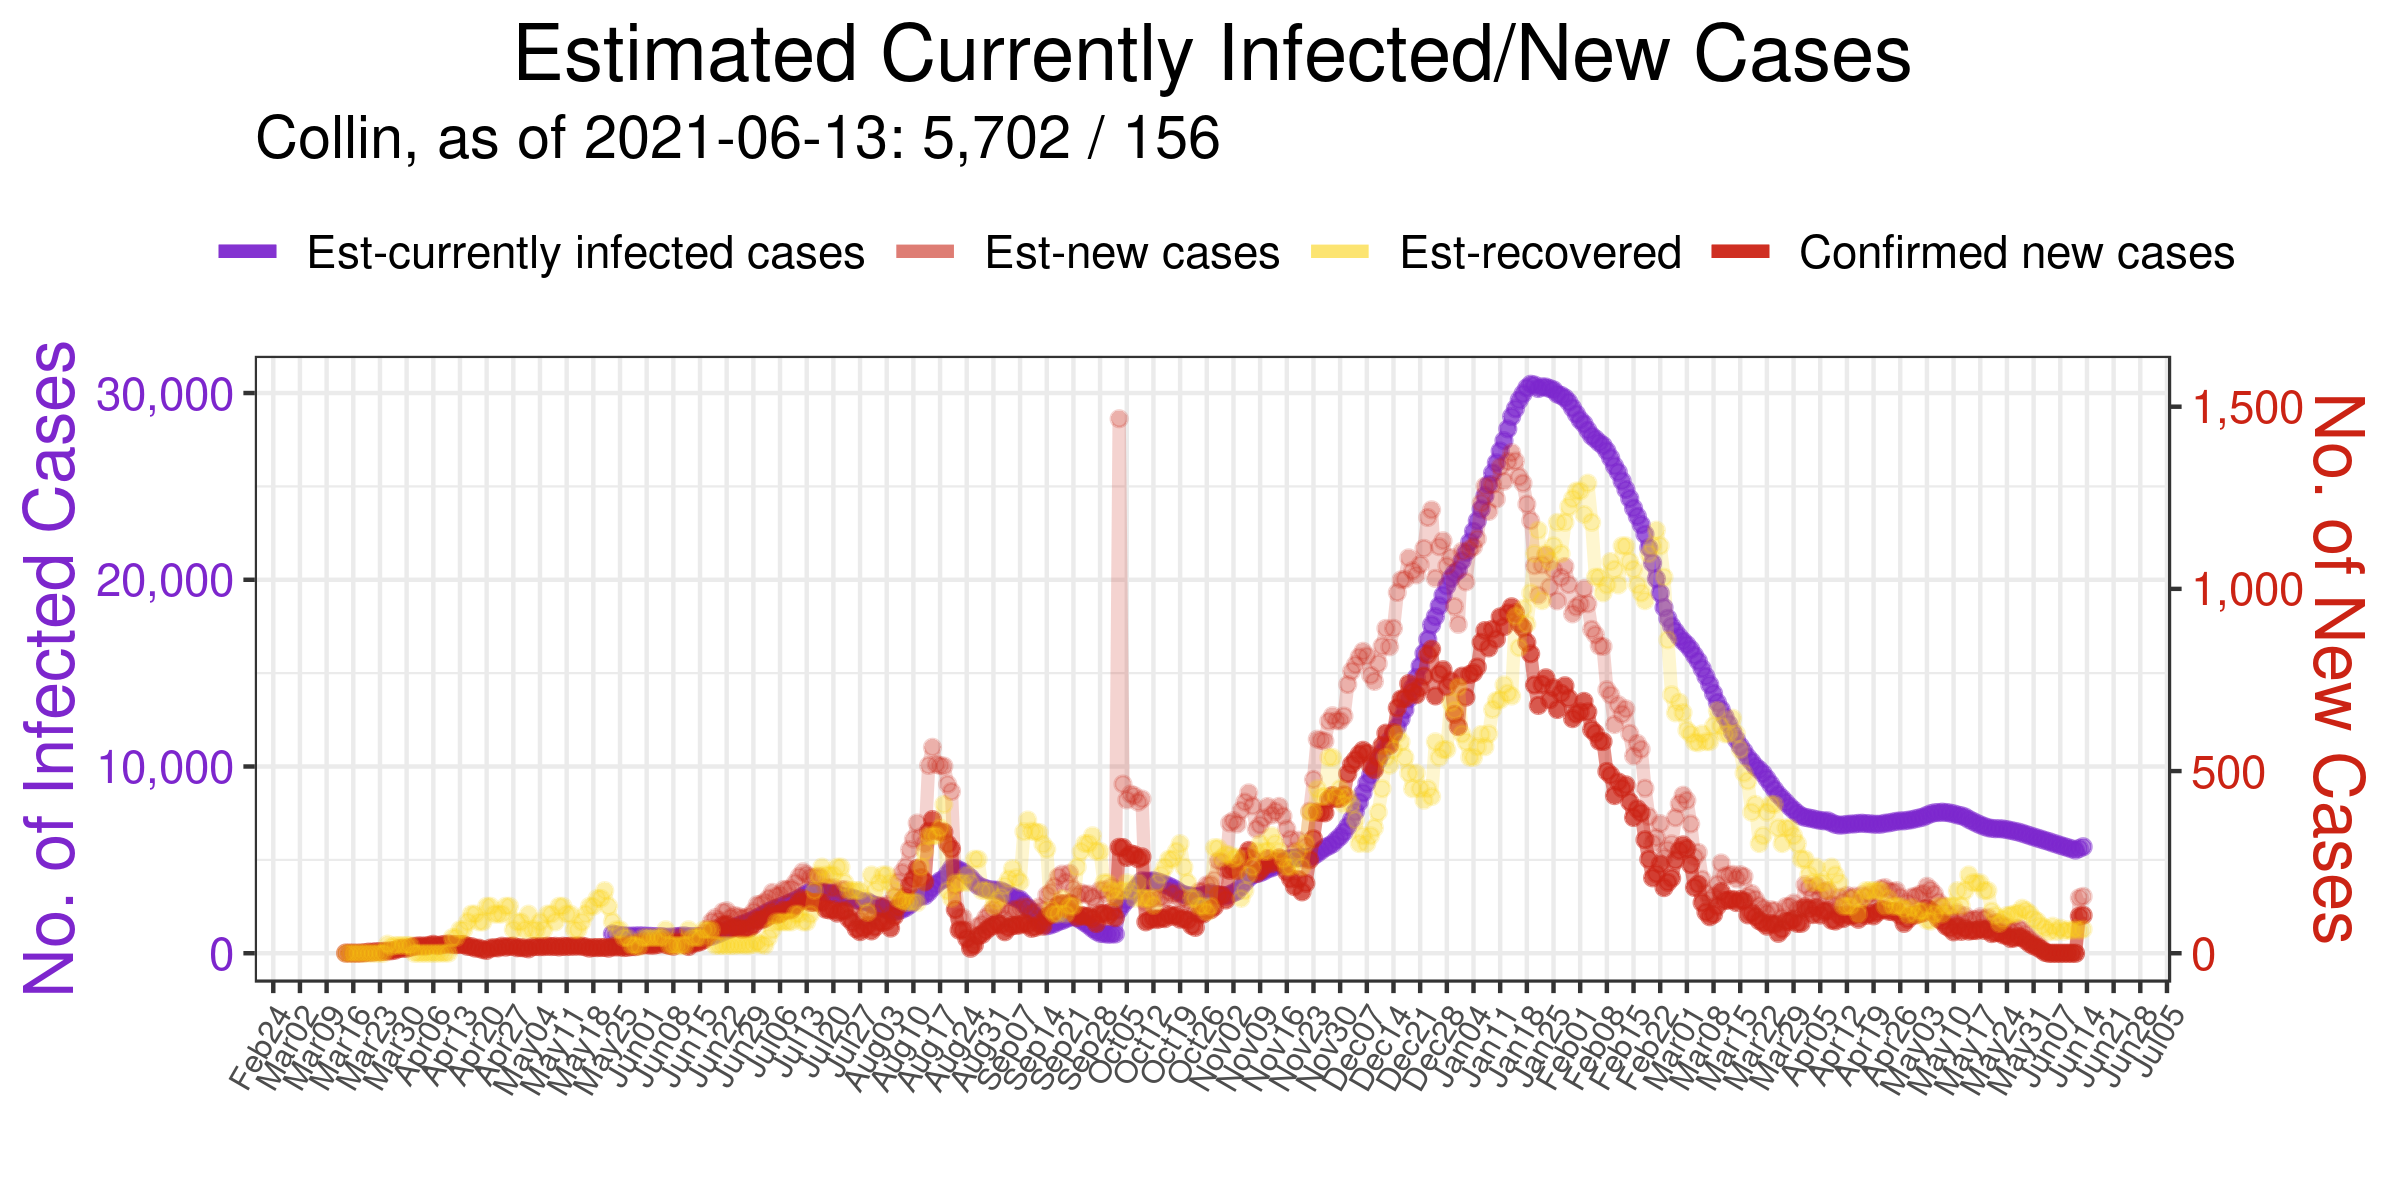 Estimated Currently Infected/New Cases
Collin, as of 2021-06-13: 5,702 / 156
Est-currently infected cases
Est-new cases
Est-recovered
Confirmed new cases
No. of Infected Cases
30,000
20,000
10,000
0
1,500
1,000
500
0
No. of New Cases
Feb24
Mar02
Mar09
Mar16
Mar23
Mar30
Apr06
Apr13
Apr20
Apr27
May04
May11
May18
May25
Jun01
Jun08
Jun15
Jun22
Jun29
Jul06
Jul13
Jul20
Jul27
Aug03
Aug10
Aug17
Aug24
Aug31
Sep07
Sep14
Sep21
Sep28
Oct05
Oct12
Oct19
Oct26
Nov02
Nov09
Nov16
Nov23
Nov30
Dec07
Dec14
Dec21
Dec28
Jan04
Jan11
Jan18
Jan25
Feb01
Feb08
Feb15
Feb22
Mar01
Mar08
Mar15
Mar22
Mar29
Apr05
Apr12
Apr19
Apr26
May03
May10
May17
May24
May31
Jun07
Jun14
Jun21
Jun28
Jul05